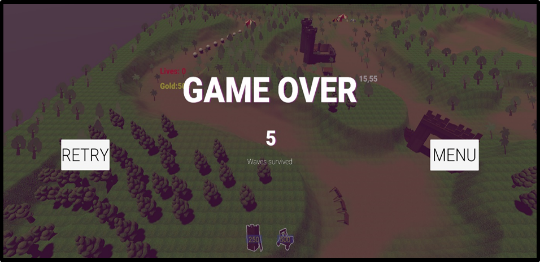 GAME OVER
15,55
Gold:5
5
Waves survived
RETRY
MENU